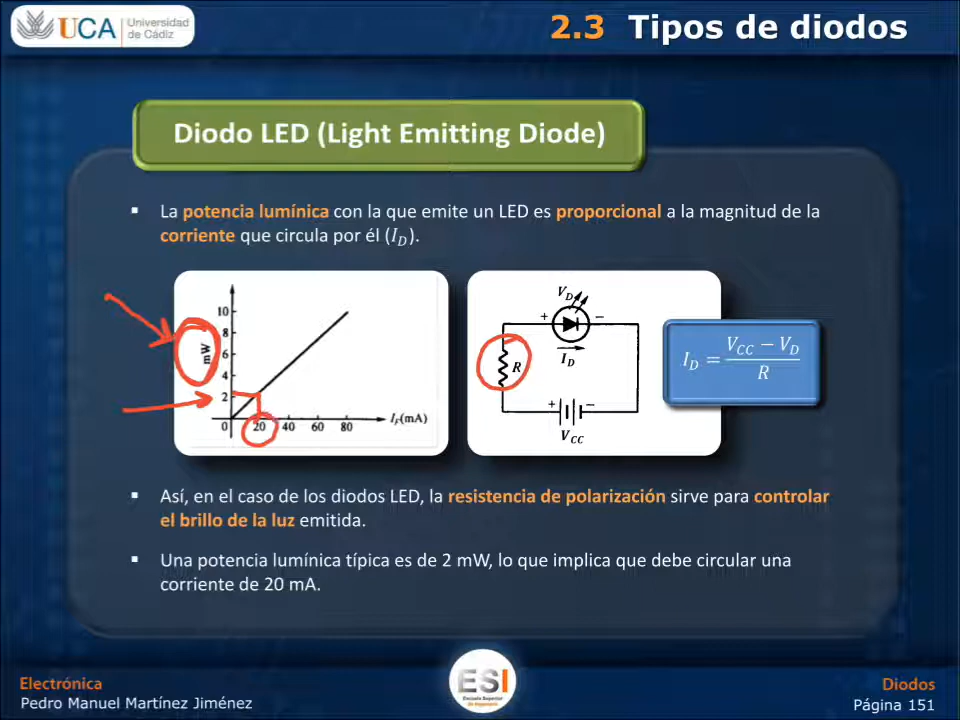 UCA Universidad
de Cádiz
2.3 Tipos de diodos
Diodo LED (Light Emitting Diode)
▪ La potencia lumínica con la que emite un LED es proporcional a la magnitud de la
corriente que circula por él (I_D).
mW
10
8
6
4
2
0 20 40 60 80 I_F(mA)
V_D
+ −
I_D
R
+ −
V_CC
I_D = (V_CC − V_D) / R
▪ Así, en el caso de los diodos LED, la resistencia de polarización sirve para controlar
el brillo de la luz emitida.
▪ Una potencia lumínica típica es de 2 mW, lo que implica que debe circular una
corriente de 20 mA.
Electrónica
Pedro Manuel Martínez Jiménez
ESI
Escuela Superior
de Ingeniería
Diodos
Página 151